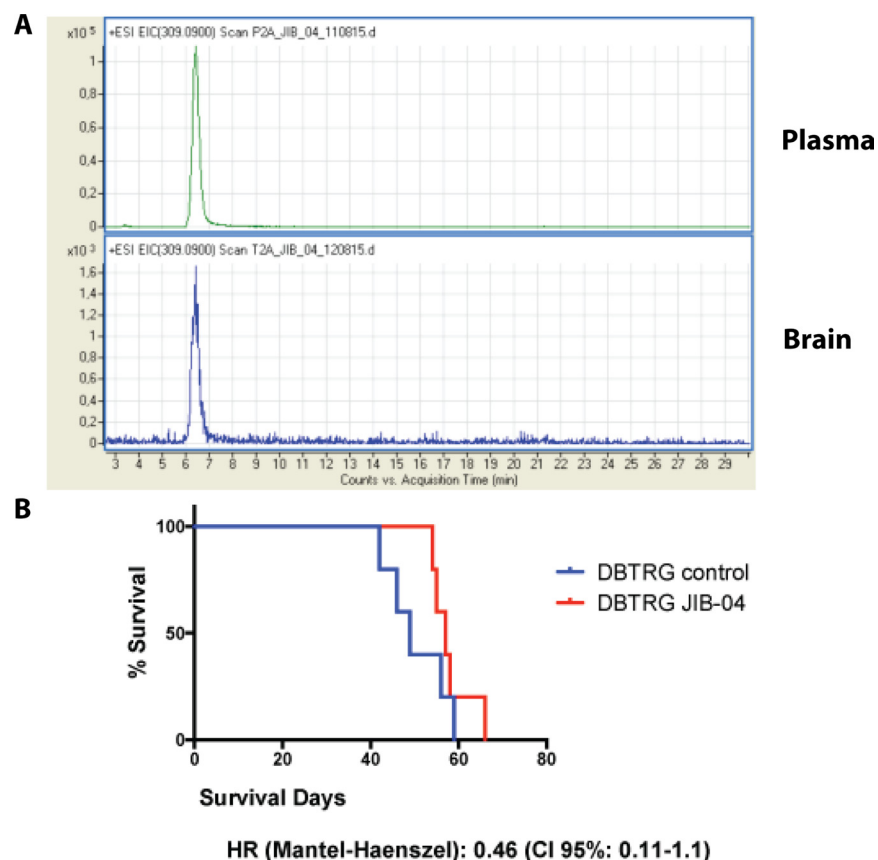 A
x10 5 +ESI EIC(309.0900) Scan P2A_JIB_04_110815.d
1
0,8
0,6
0,4
0,2
0
Plasma
x10 3 +ESI EIC(309.0900) Scan T2A_JIB_04_120815.d
1,6
1,4
1,2
1
0,8
0,6
0,4
0,2
0
Brain
3 4 5 6 7 8 9 10 11 12 13 14 15 16 17 18 19 20 21 22 23 24 25 26 27 28 29
Counts vs. Acquisition Time (min)
B
% Survival
100
50
0
0 20 40 60 80
Survival Days
DBTRG control
DBTRG JIB-04
HR (Mantel-Haenszel): 0.46 (CI 95%: 0.11-1.1)